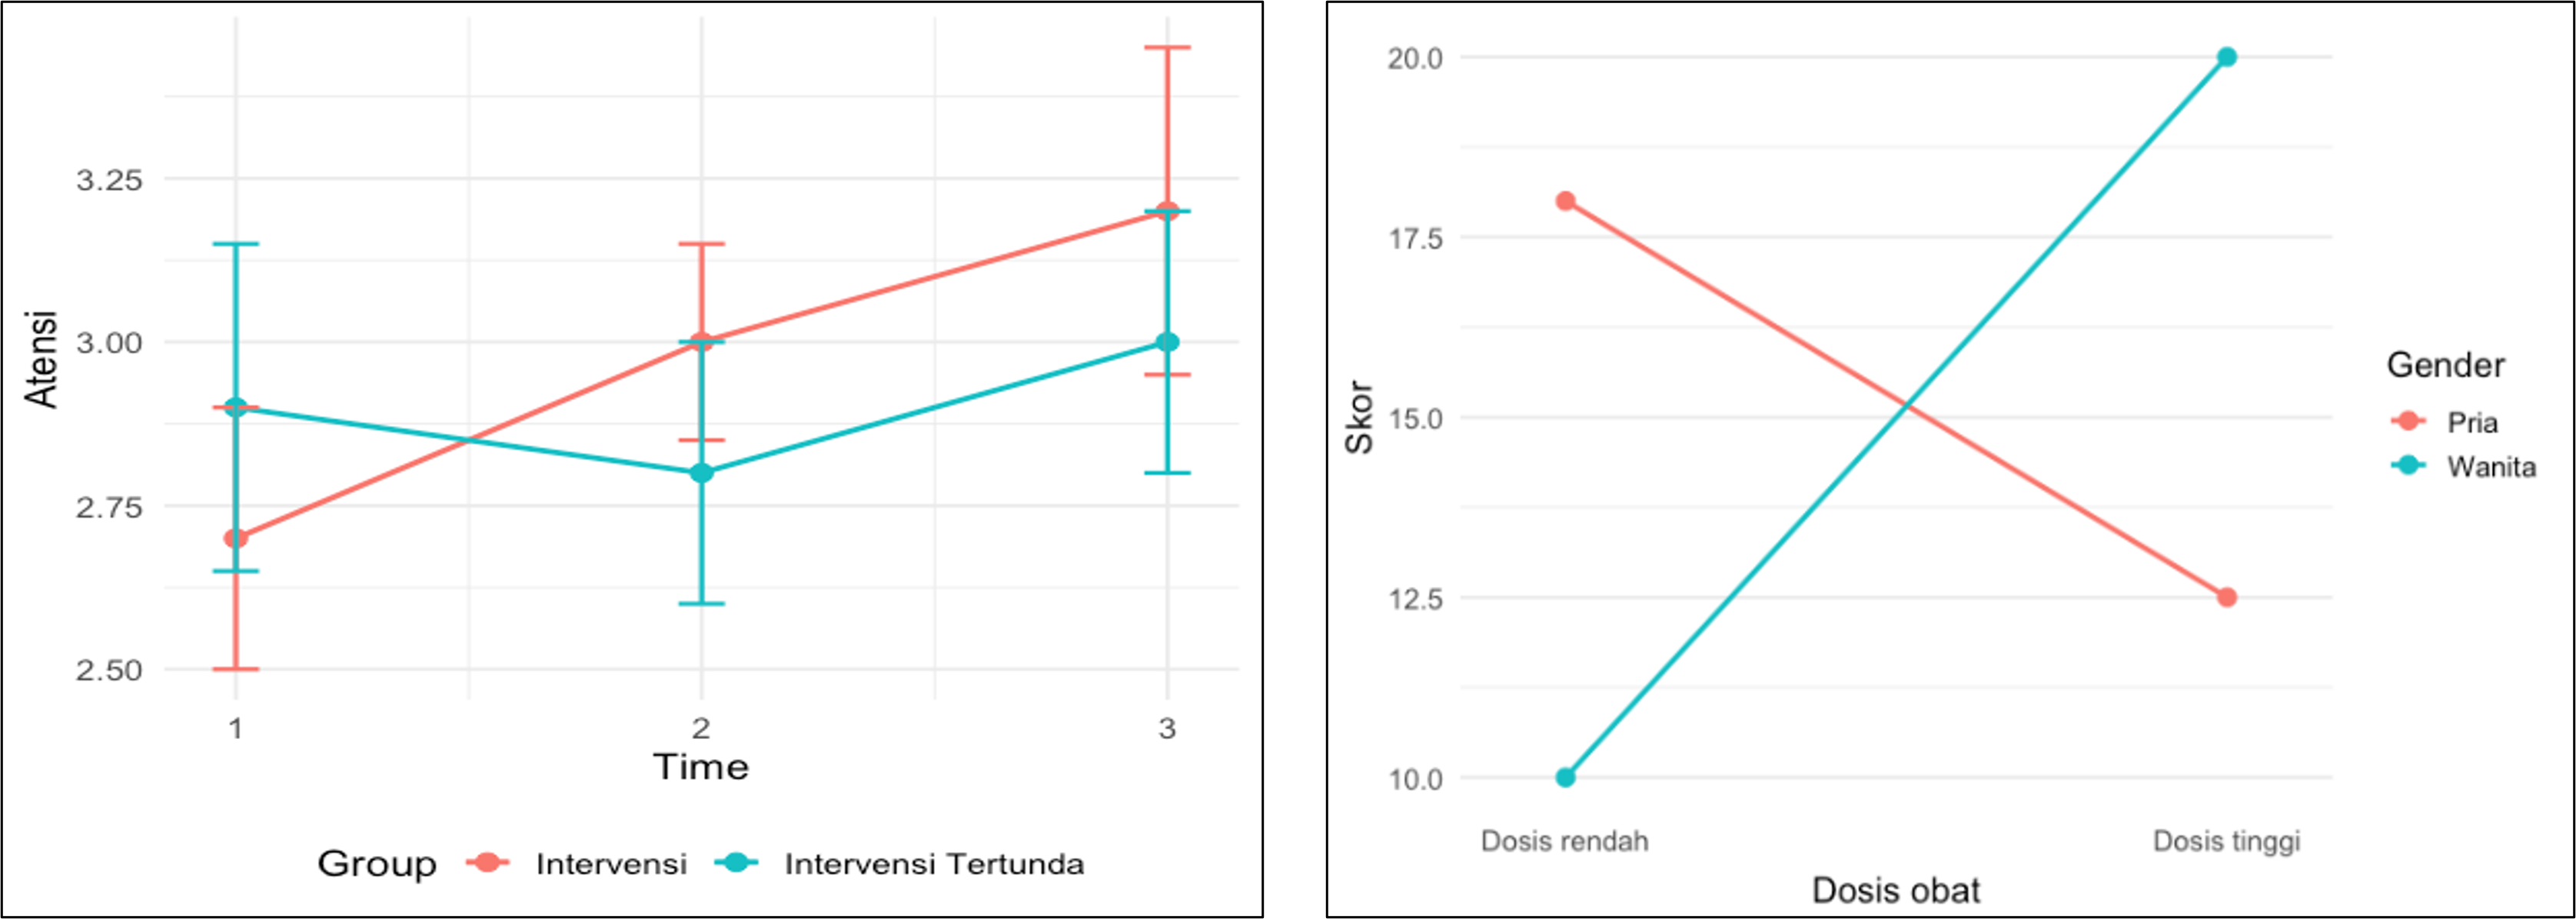 3.25
3.00
2.75
2.50
Atensi
1 2 3
Time
Group Intervensi Intervensi Tertunda
20.0
17.5
15.0
12.5
10.0
Skor
Dosis rendah Dosis tinggi
Dosis obat
Gender
Pria
Wanita